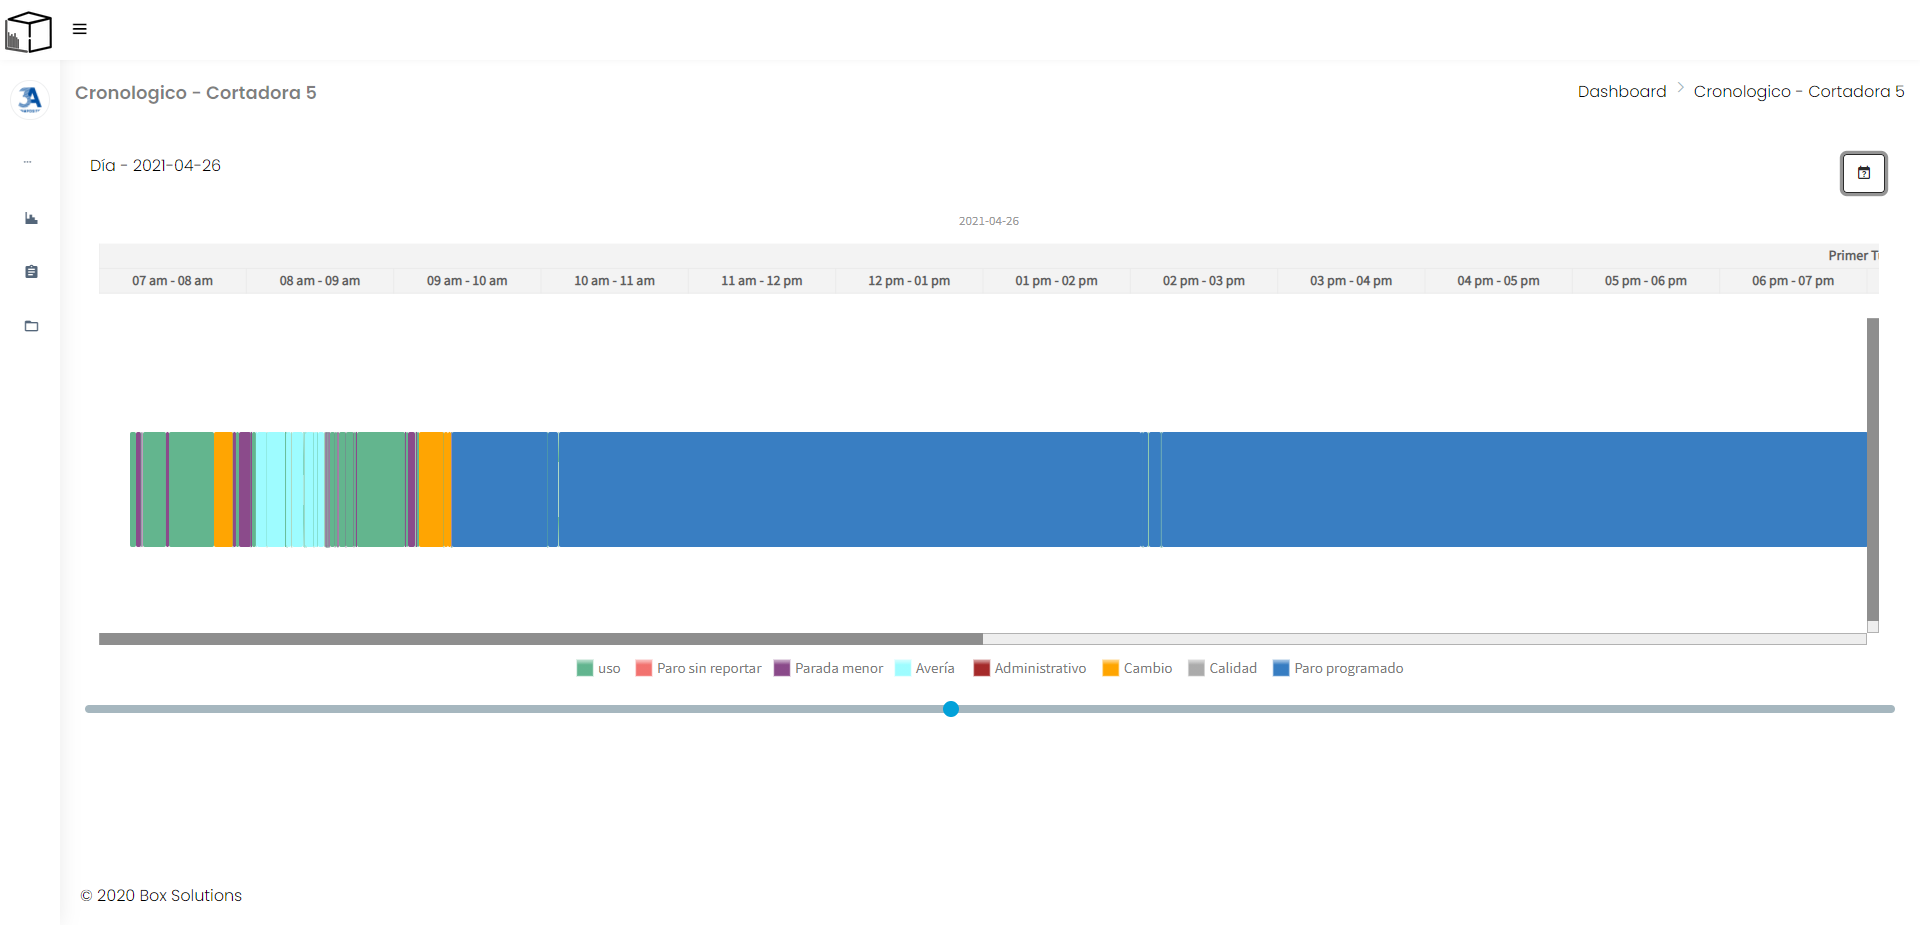 Cronologico - Cortadora 5
Dashboard > Cronologico - Cortadora 5
3A
Día - 2021-04-26
2021-04-26
Primer T
07 am - 08 am 08 am - 09 am 09 am - 10 am 10 am - 11 am 11 am - 12 pm 12 pm - 01 pm 01 pm - 02 pm 02 pm - 03 pm 03 pm - 04 pm 04 pm - 05 pm 05 pm - 06 pm 06 pm - 07 pm
uso Paro sin reportar Parada menor Avería Administrativo Cambio Calidad Paro programado
© 2020 Box Solutions